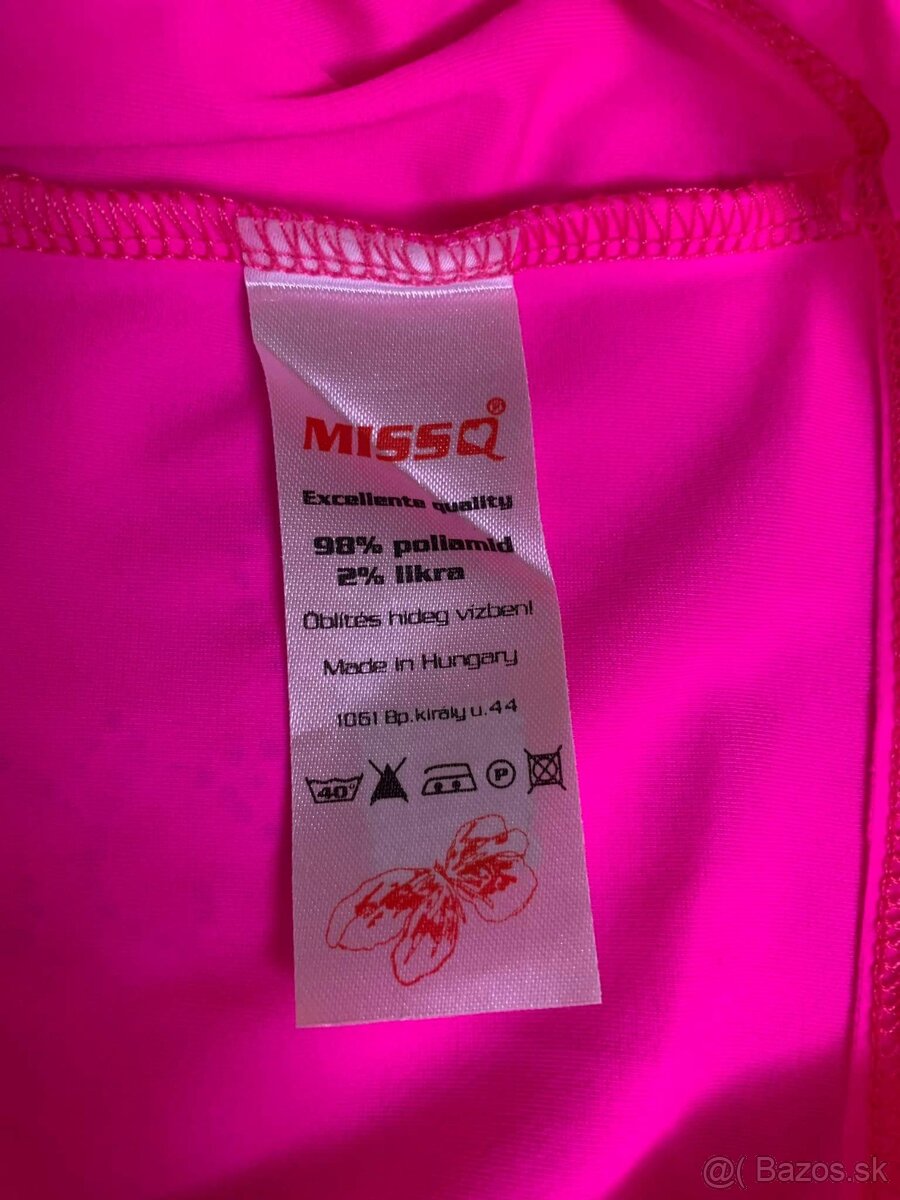 MISSQ®
Excellente quality
98% poliamid
2% likra
Öblítés hideg vízben!
Made in Hungary
1061 Bp.király u.44
40°
P
@( Bazos.sk